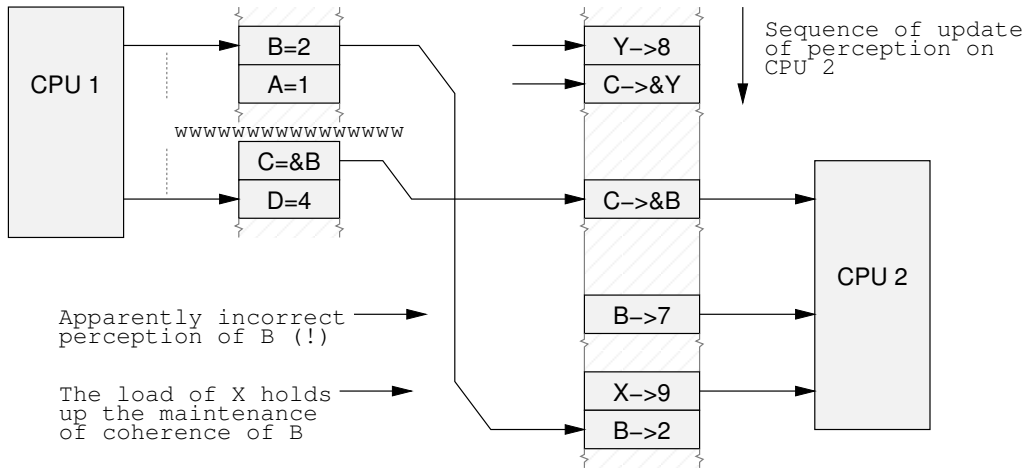 CPU 1
B=2
A=1
wwwwwwwwwwwwwwww
C=&B
D=4
Y->8
C->&Y
C->&B
B->7
X->9
B->2
Sequence of update
of perception on
CPU 2
CPU 2
Apparently incorrect
perception of B (!)
The load of X holds
up the maintenance
of coherence of B